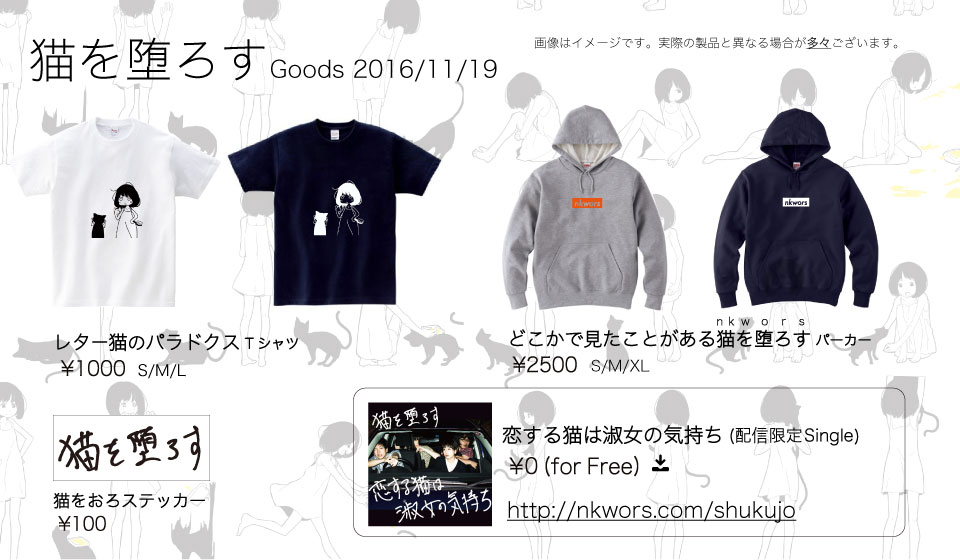 猫を堕ろす Goods 2016/11/19
画像はイメージです。実際の製品と異なる場合が多々ございます。
nkwors
nkwors
レター猫のパラドクスTシャツ
¥1000 S/M/L
nkwors
どこかで見たことがある猫を堕ろす パーカー
¥2500 S/M/XL
猫を堕ろす
猫をおろステッカー
¥100
猫を堕ろす
恋する猫は
淑女の気持ち
恋する猫は淑女の気持ち (配信限定Single)
¥0 (for Free)
http://nkwors.com/shukujo